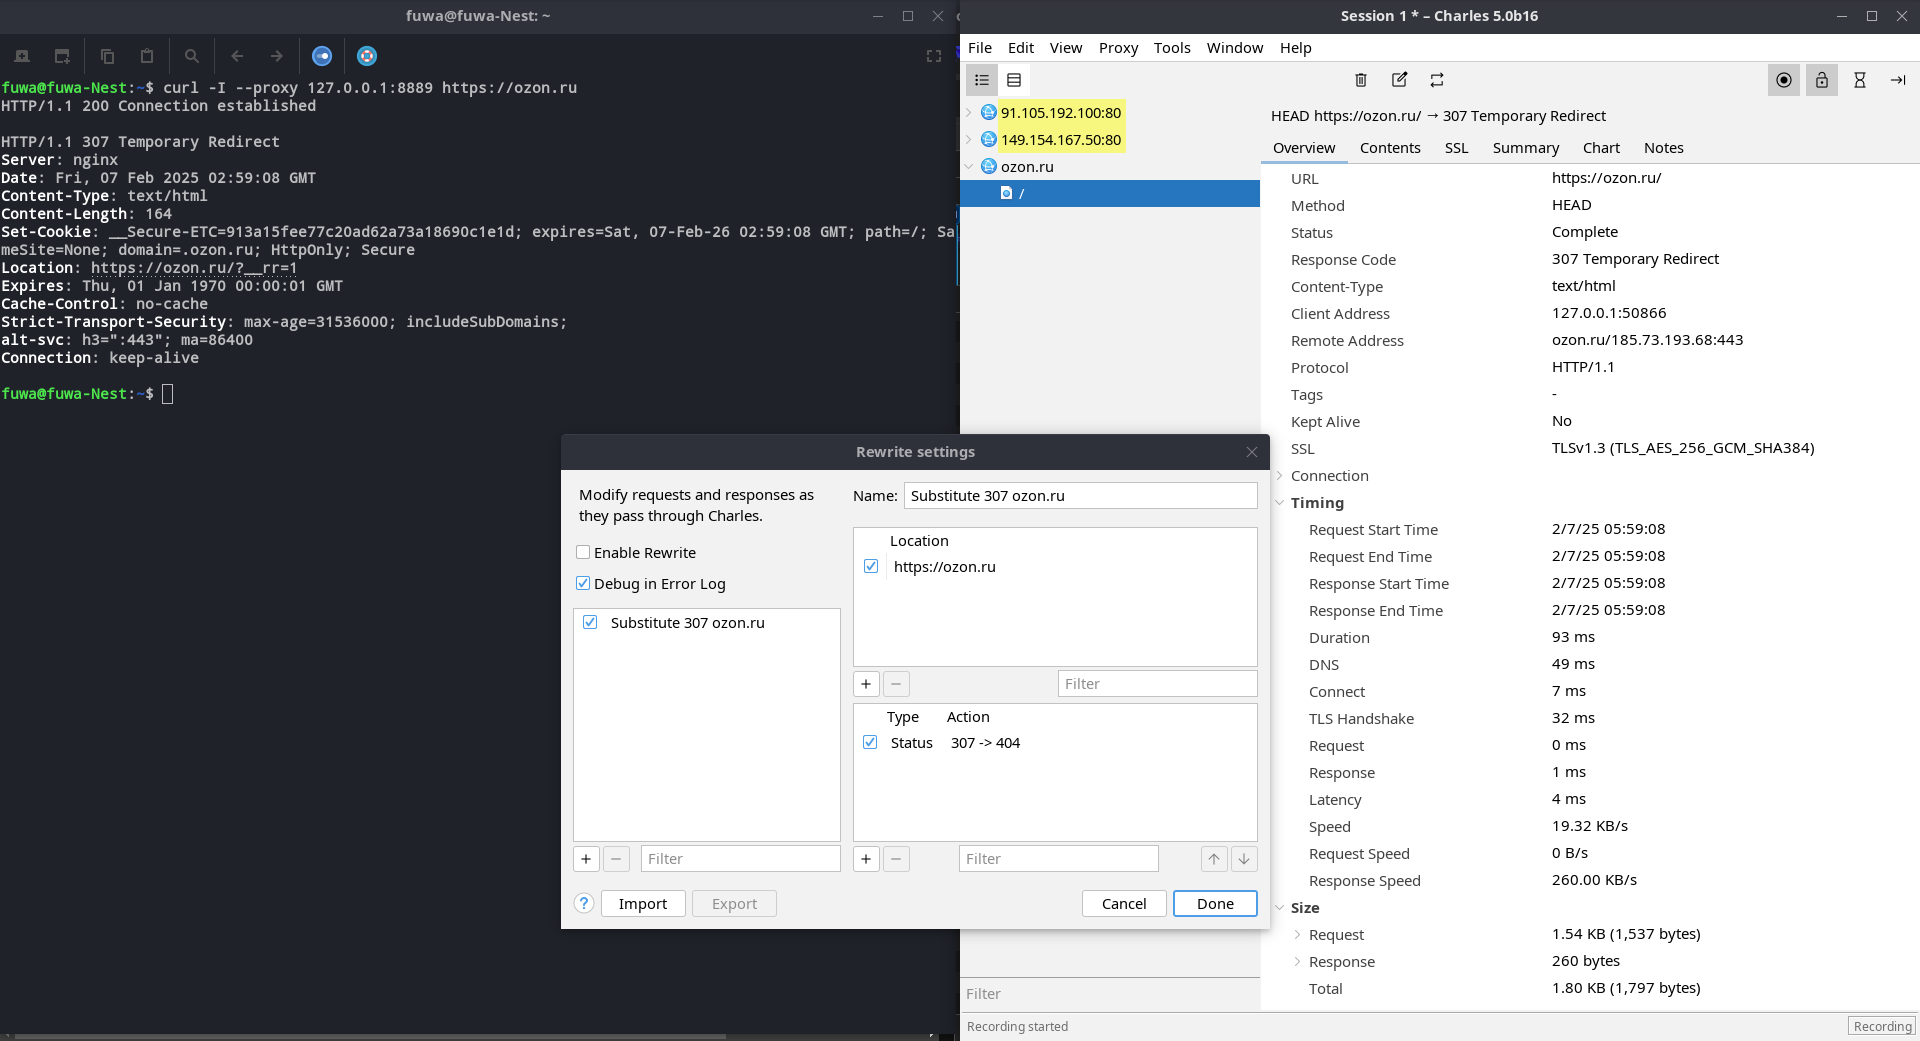 fuwa@fuwa-Nest: ~
fuwa@fuwa-Nest:~$ curl -I --proxy 127.0.0.1:8889 https://ozon.ru
HTTP/1.1 200 Connection established
HTTP/1.1 307 Temporary Redirect
Server: nginx
Date: Fri, 07 Feb 2025 02:59:08 GMT
Content-Type: text/html
Content-Length: 164
Set-Cookie: __Secure-ETC=913a15fee77c20ad62a73a18690c1e1d; expires=Sat, 07-Feb-26 02:59:08 GMT; path=/; Sa
meSite=None; domain=.ozon.ru; HttpOnly; Secure
Location: https://ozon.ru/?__rr=1
Expires: Thu, 01 Jan 1970 00:00:01 GMT
Cache-Control: no-cache
Strict-Transport-Security: max-age=31536000; includeSubDomains;
alt-svc: h3=":443"; ma=86400
Connection: keep-alive
fuwa@fuwa-Nest:~$
Session 1 * – Charles 5.0b16
File Edit View Proxy Tools Window Help
91.105.192.100:80
149.154.167.50:80
ozon.ru
/
Filter
HEAD https://ozon.ru/ → 307 Temporary Redirect
Overview Contents SSL Summary Chart Notes
URL https://ozon.ru/
Method HEAD
Status Complete
Response Code 307 Temporary Redirect
Content-Type text/html
Client Address 127.0.0.1:50866
Remote Address ozon.ru/185.73.193.68:443
Protocol HTTP/1.1
Tags -
Kept Alive No
SSL TLSv1.3 (TLS_AES_256_GCM_SHA384)
Connection
Timing
Request Start Time 2/7/25 05:59:08
Request End Time 2/7/25 05:59:08
Response Start Time 2/7/25 05:59:08
Response End Time 2/7/25 05:59:08
Duration 93 ms
DNS 49 ms
Connect 7 ms
TLS Handshake 32 ms
Request 0 ms
Response 1 ms
Latency 4 ms
Speed 19.32 KB/s
Request Speed 0 B/s
Response Speed 260.00 KB/s
Size
Request 1.54 KB (1,537 bytes)
Response 260 bytes
Total 1.80 KB (1,797 bytes)
Recording started
Recording
Rewrite settings
Modify requests and responses as
they pass through Charles.
Enable Rewrite
Debug in Error Log
Substitute 307 ozon.ru
+ − Filter
Name: Substitute 307 ozon.ru
Location
https://ozon.ru
+ − Filter
Type Action
Status 307 -> 404
+ − Filter
? Import Export Cancel Done